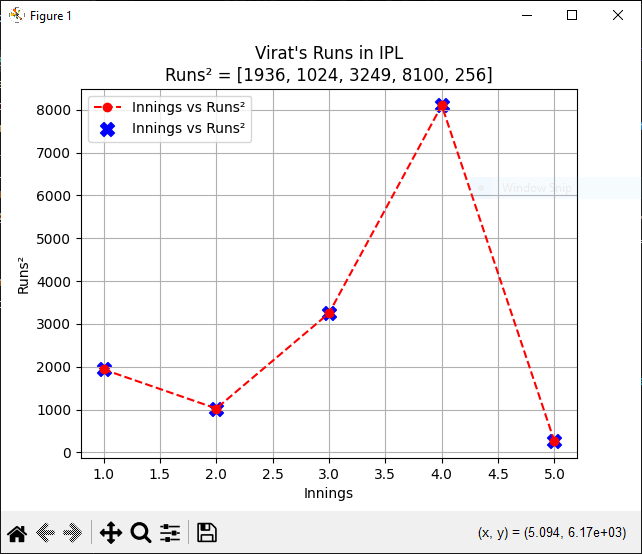 Figure 1
Virat's Runs in IPL
Runs² = [1936, 1024, 3249, 8100, 256]
Innings vs Runs²
Innings vs Runs²
8000
7000
6000
5000
4000
3000
2000
1000
0
Runs²
Window Snip
1.0 1.5 2.0 2.5 3.0 3.5 4.0 4.5 5.0
Innings
(x, y) = (5.094, 6.17e+03)